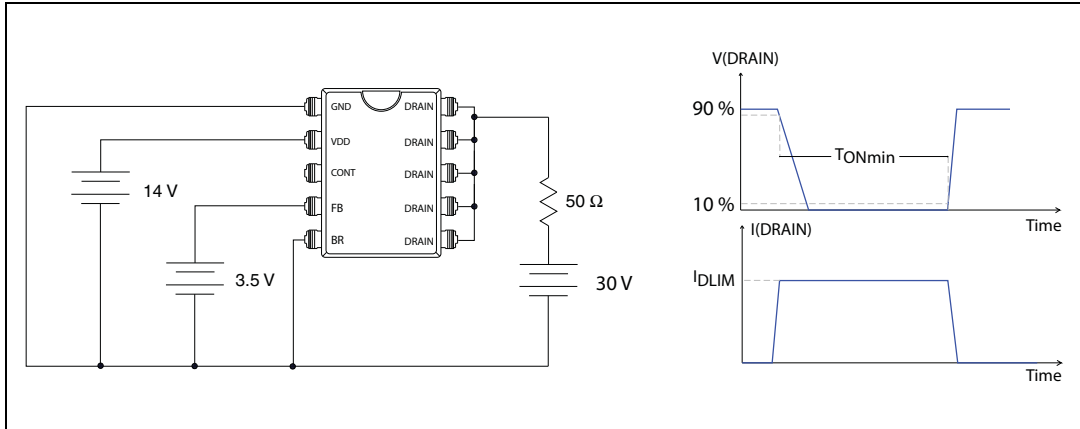 GND
DRAIN
VDD
DRAIN
CONT
DRAIN
FB
DRAIN
BR
DRAIN
14 V
3.5 V
50 Ω
30 V
V(DRAIN)
90 %
TONmin
10 %
Time
I(DRAIN)
IDLIM
Time